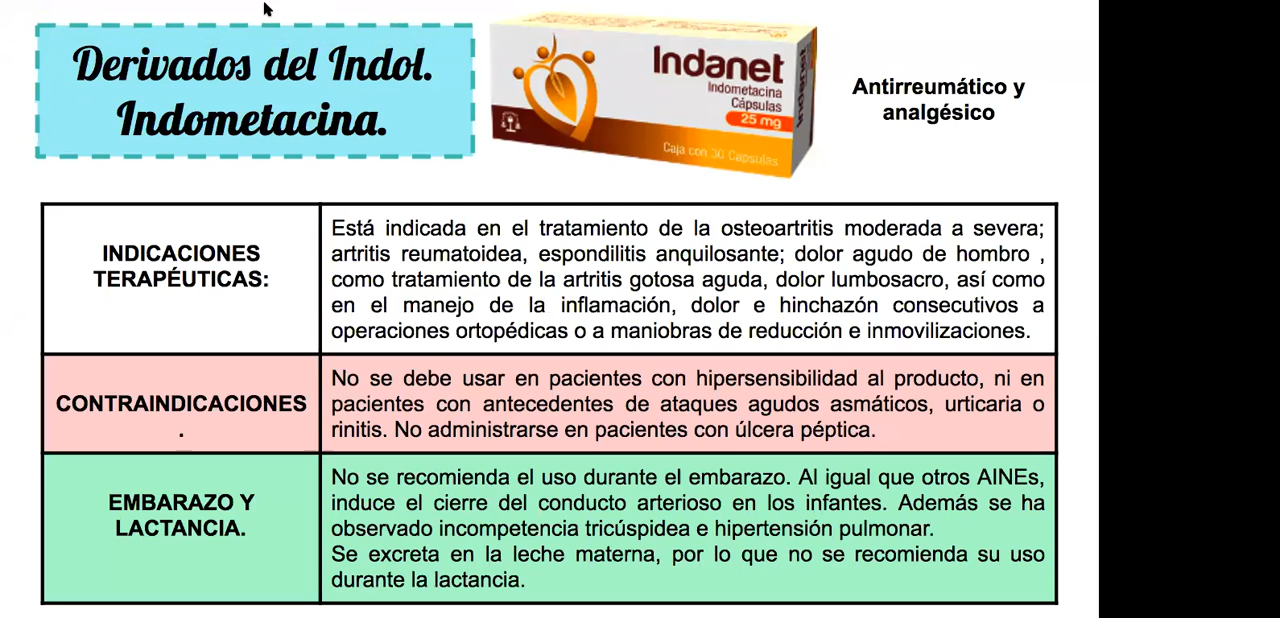 Derivados del Indol.
Indometacina.
Indanet
Indometacina
Cápsulas
25 mg
Caja con 30 Capsulas
Indanet
Antirreumático y
analgésico
INDICACIONES
TERAPÉUTICAS:
Está indicada en el tratamiento de la osteoartritis moderada a severa;
artritis reumatoidea, espondilitis anquilosante; dolor agudo de hombro ,
como tratamiento de la artritis gotosa aguda, dolor lumbosacro, así como
en el manejo de la inflamación, dolor e hinchazón consecutivos a
operaciones ortopédicas o a maniobras de reducción e inmovilizaciones.
CONTRAINDICACIONES
.
No se debe usar en pacientes con hipersensibilidad al producto, ni en
pacientes con antecedentes de ataques agudos asmáticos, urticaria o
rinitis. No administrarse en pacientes con úlcera péptica.
EMBARAZO Y
LACTANCIA.
No se recomienda el uso durante el embarazo. Al igual que otros AINEs,
induce el cierre del conducto arterioso en los infantes. Además se ha
observado incompetencia tricúspidea e hipertensión pulmonar.
Se excreta en la leche materna, por lo que no se recomienda su uso
durante la lactancia.